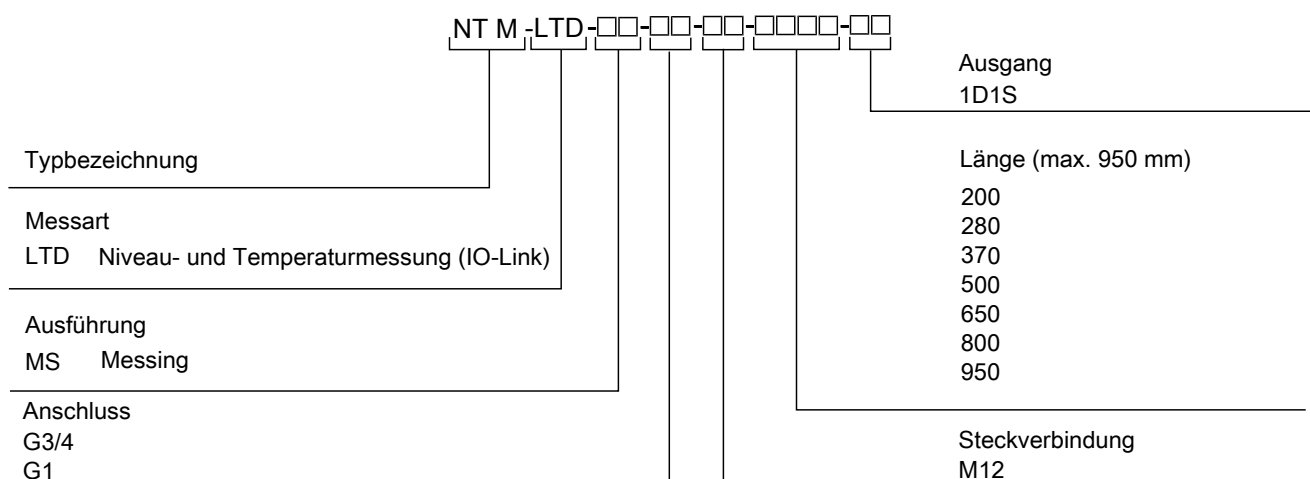 NT M -LTD-□□-□□-□□-□□□□-□□
Typbezeichnung
Messart
LTD Niveau- und Temperaturmessung (IO-Link)
Ausführung
MS Messing
Anschluss
G3/4
G1
Ausgang
1D1S
Länge (max. 950 mm)
200
280
370
500
650
800
950
Steckverbindung
M12